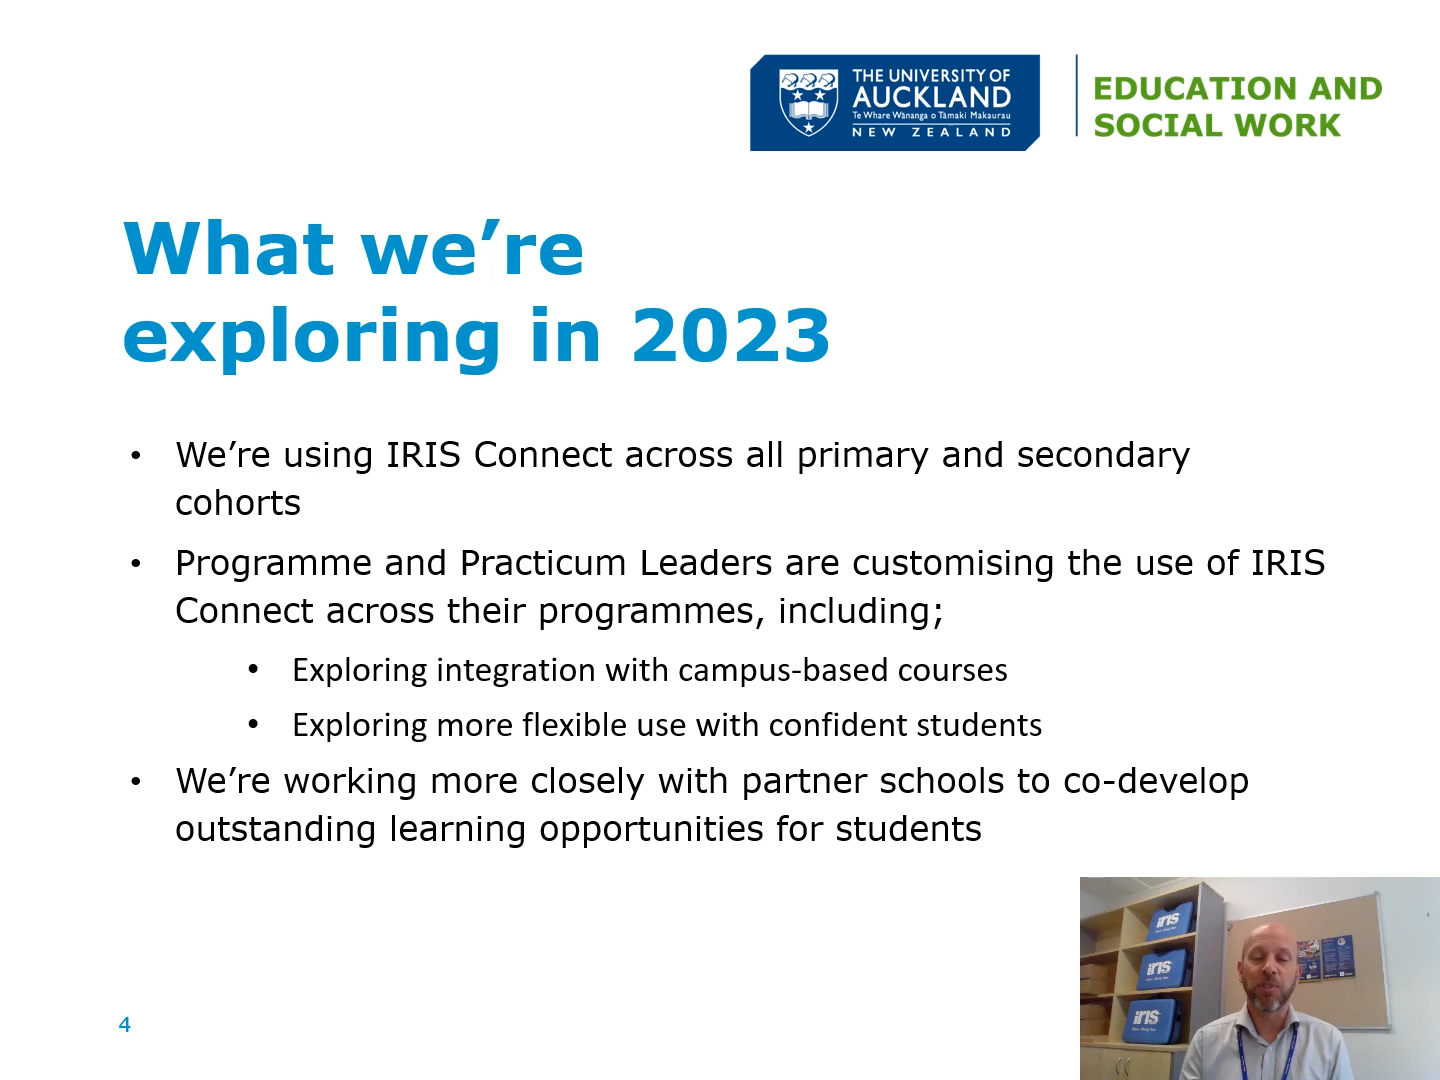 THE UNIVERSITY OF
AUCKLAND
Te Whare Wānanga o Tāmaki Makaurau
NEW ZEALAND
EDUCATION AND
SOCIAL WORK
What we’re
exploring in 2023
• We’re using IRIS Connect across all primary and secondary
cohorts
• Programme and Practicum Leaders are customising the use of IRIS
Connect across their programmes, including;
• Exploring integration with campus-based courses
• Exploring more flexible use with confident students
• We’re working more closely with partner schools to co-develop
outstanding learning opportunities for students
iris
iris
iris
4